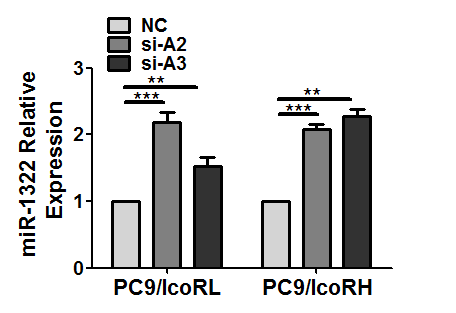 NC
si-A2
si-A3
miR-1322 Relative
Expression
3
2
1
0
**
***
**
***
PC9/IcoRL
PC9/IcoRH